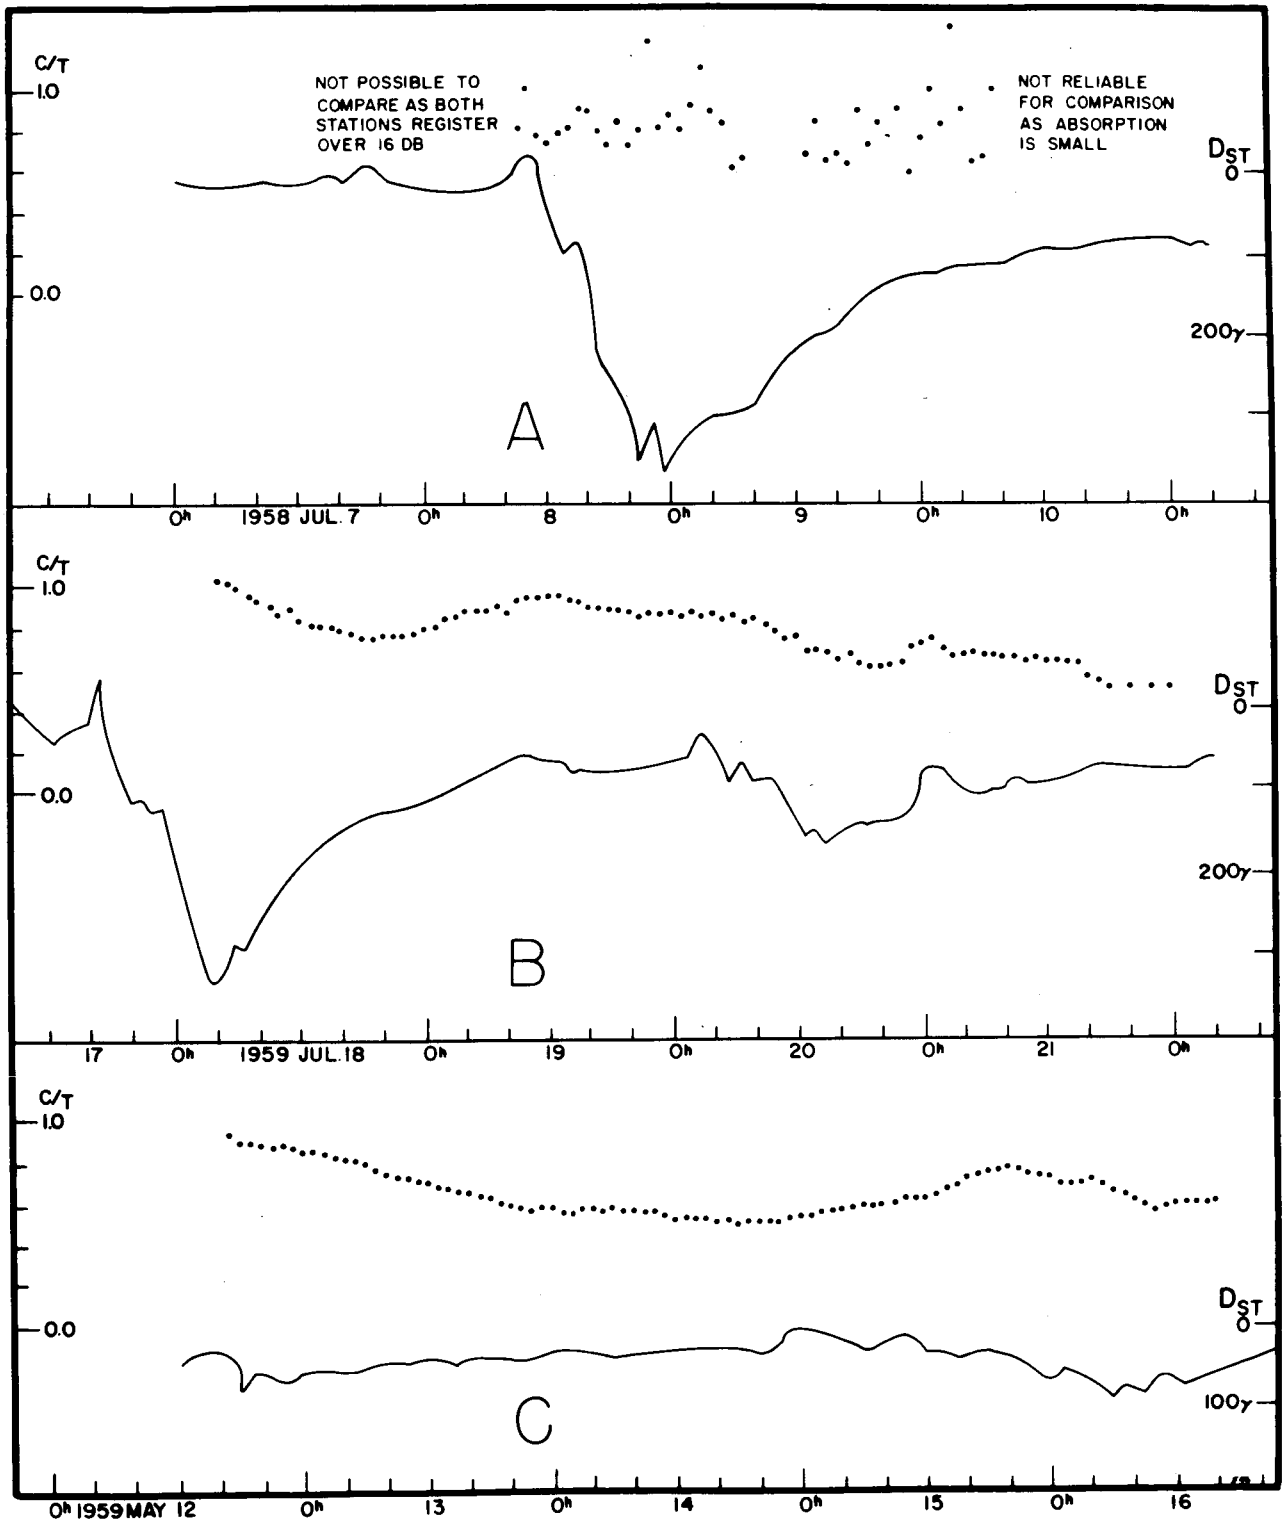 C/T
1.0
NOT POSSIBLE TO
COMPARE AS BOTH
STATIONS REGISTER
OVER 16 DB
NOT RELIABLE
FOR COMPARISON
AS ABSORPTION
IS SMALL
DST
0
0.0
200γ
A
0h 1958 JUL. 7 0h 8 0h 9 0h 10 0h
C/T
1.0
DST
0
0.0
200γ
B
17 0h 1959 JUL. 18 0h 19 0h 20 0h 21 0h
C/T
1.0
DST
0
0.0
100γ
C
0h 1959 MAY 12 0h 13 0h 14 0h 15 0h 16